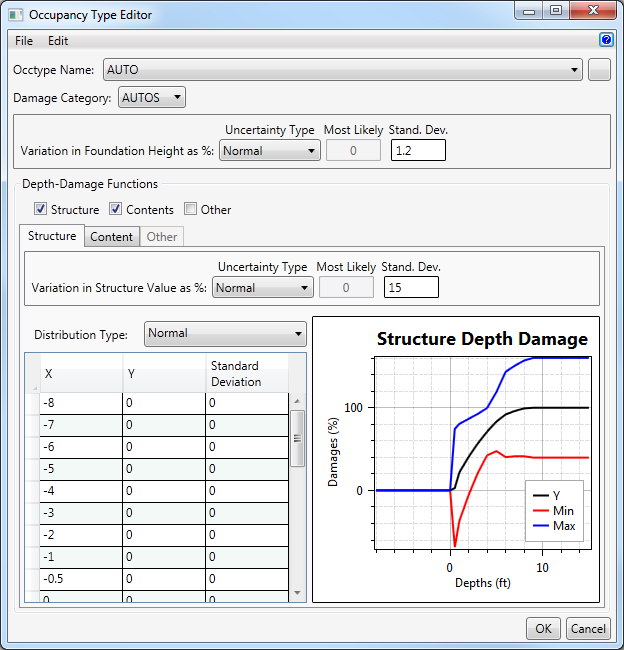 Occupancy Type Editor
File Edit
Occtype Name: AUTO
Damage Category: AUTOS
Uncertainty Type Most Likely Stand. Dev.
Variation in Foundation Height as %: Normal 0 1.2
Depth-Damage Functions
Structure Contents Other
Structure Content Other
Uncertainty Type Most Likely Stand. Dev.
Variation in Structure Value as %: Normal 0 15
Distribution Type: Normal
X Y Standard Deviation
-8 0 0
-7 0 0
-6 0 0
-5 0 0
-4 0 0
-3 0 0
-2 0 0
-1 0 0
-0.5 0 0
0 0 0
Structure Depth Damage
Damages (%)
100
0
Y
Min
Max
0 10
Depths (ft)
OK Cancel